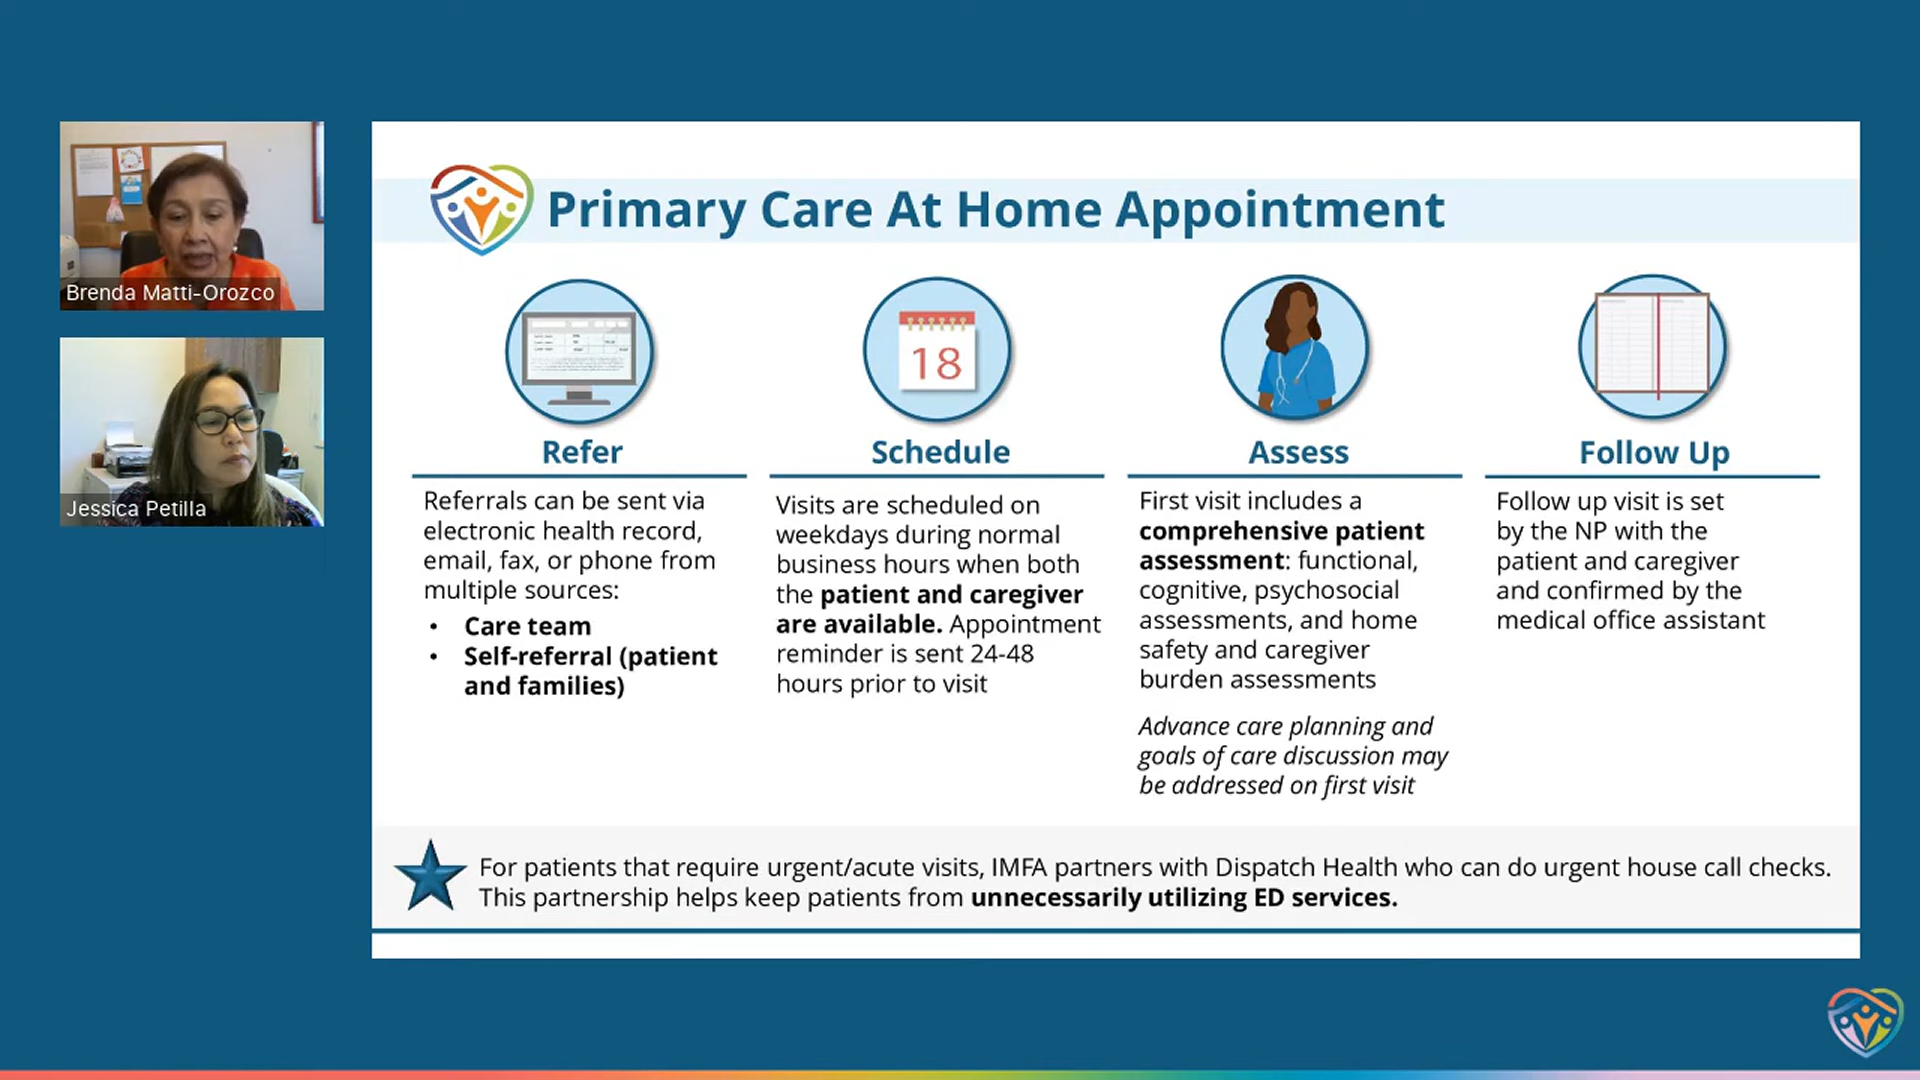 Brenda Matti-Orozco
Jessica Petilla
Primary Care At Home Appointment
Refer
Referrals can be sent via
electronic health record,
email, fax, or phone from
multiple sources:
• Care team
• Self-referral (patient
and families)
18
Schedule
Visits are scheduled on
weekdays during normal
business hours when both
the patient and caregiver
are available. Appointment
reminder is sent 24-48
hours prior to visit
Assess
First visit includes a
comprehensive patient
assessment: functional,
cognitive, psychosocial
assessments, and home
safety and caregiver
burden assessments
Advance care planning and
goals of care discussion may
be addressed on first visit
Follow Up
Follow up visit is set
by the NP with the
patient and caregiver
and confirmed by the
medical office assistant
For patients that require urgent/acute visits, IMFA partners with Dispatch Health who can do urgent house call checks.
This partnership helps keep patients from unnecessarily utilizing ED services.